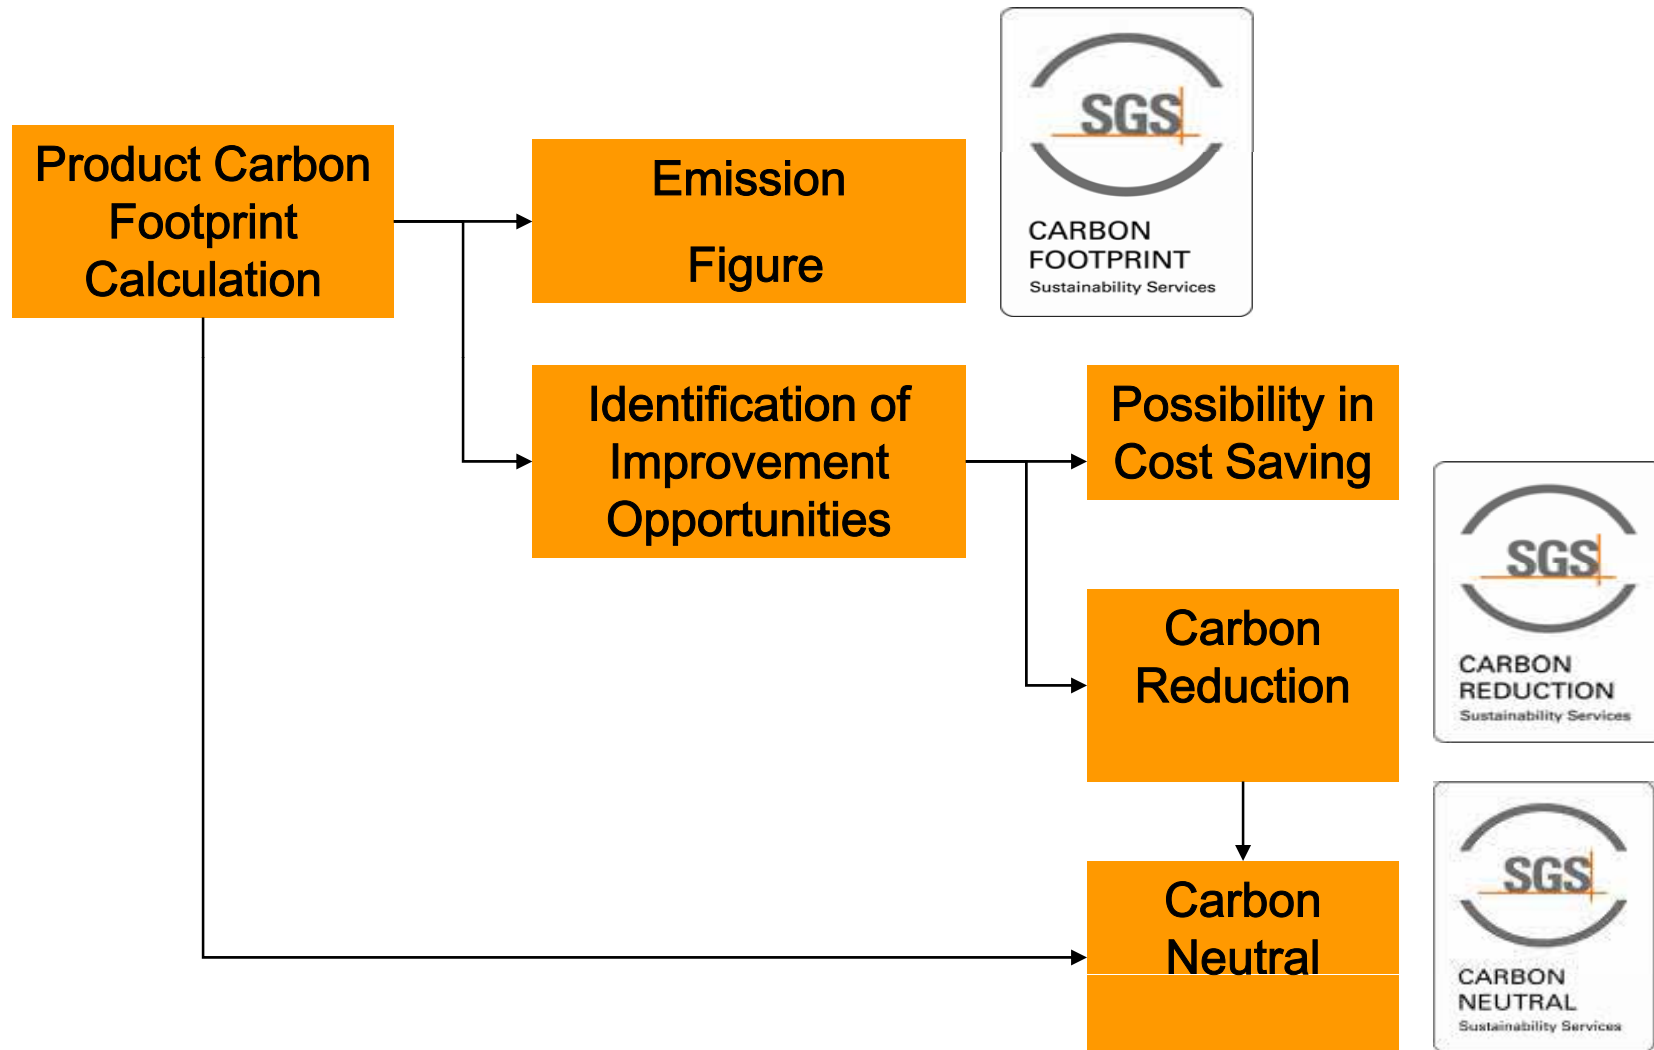 Product Carbon
Footprint
Calculation
Emission
Figure
SGS
CARBON
FOOTPRINT
Sustainability Services
Identification of
Improvement
Opportunities
Possibility in
Cost Saving
Carbon
Reduction
SGS
CARBON
REDUCTION
Sustainability Services
Carbon
Neutral
SGS
CARBON
NEUTRAL
Sustainability Services